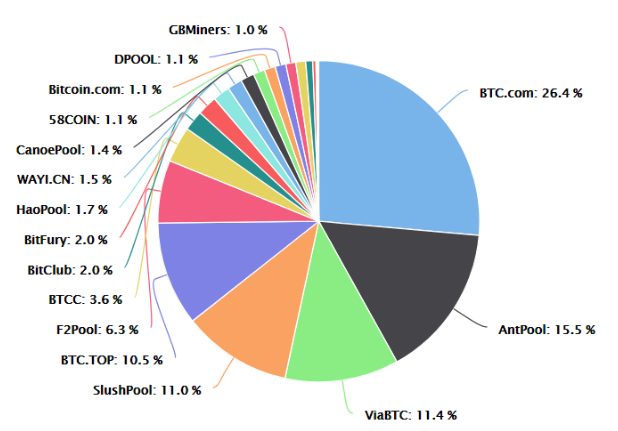 GBMiners: 1.0 %
DPOOL: 1.1 %
Bitcoin.com: 1.1 %
58COIN: 1.1 %
CanoePool: 1.4 %
WAYI.CN: 1.5 %
HaoPool: 1.7 %
BitFury: 2.0 %
BitClub: 2.0 %
BTCC: 3.6 %
F2Pool: 6.3 %
BTC.TOP: 10.5 %
SlushPool: 11.0 %
ViaBTC: 11.4 %
AntPool: 15.5 %
BTC.com: 26.4 %